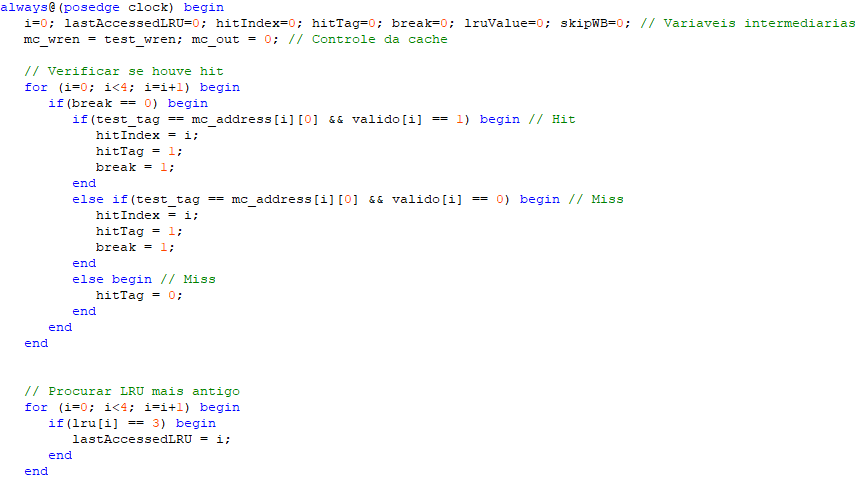 always@(posedge clock) begin
i=0; lastAccessedLRU=0; hitIndex=0; hitTag=0; break=0; lruValue=0; skipWB=0; // Variaveis intermediarias
mc_wren = test_wren; mc_out = 0; // Controle da cache
// Verificar se houve hit
for (i=0; i<4; i=i+1) begin
if(break == 0) begin
if(test_tag == mc_address[i][0] && valido[i] == 1) begin // Hit
hitIndex = i;
hitTag = 1;
break = 1;
end
else if(test_tag == mc_address[i][0] && valido[i] == 0) begin // Miss
hitIndex = i;
hitTag = 1;
break = 1;
end
else begin // Miss
hitTag = 0;
end
end
end
// Procurar LRU mais antigo
for (i=0; i<4; i=i+1) begin
if(lru[i] == 3) begin
lastAccessedLRU = i;
end
end